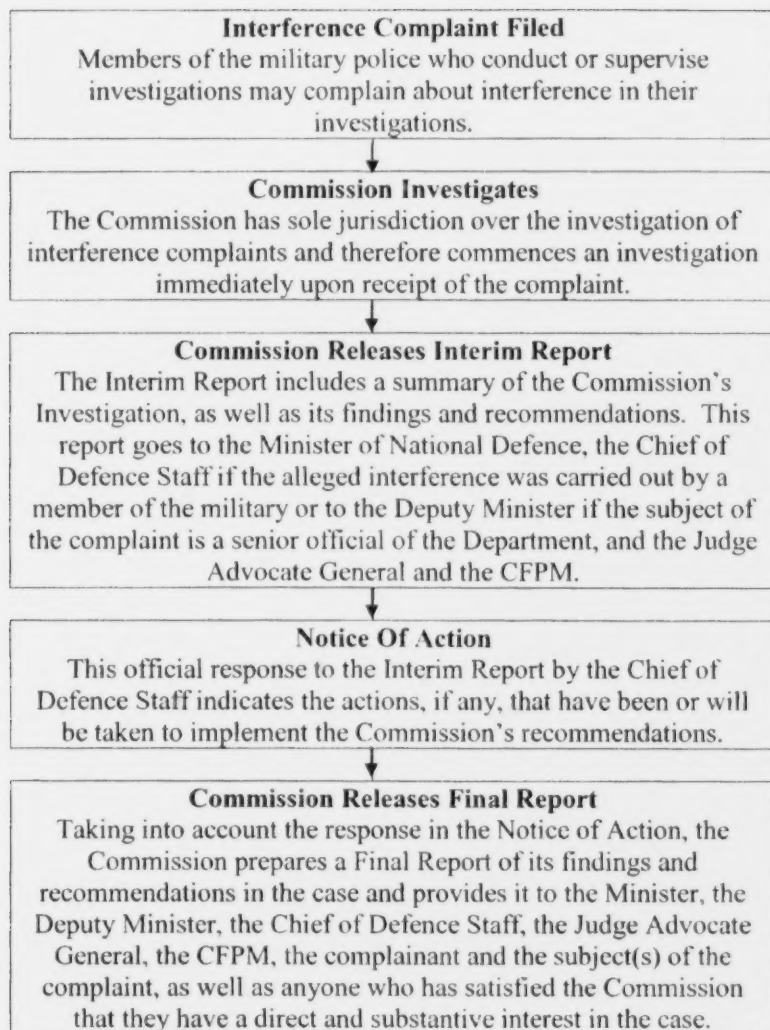 Interference Complaint Filed
Members of the military police who conduct or supervise
investigations may complain about interference in their
investigations.
Commission Investigates
The Commission has sole jurisdiction over the investigation of
interference complaints and therefore commences an investigation
immediately upon receipt of the complaint.
Commission Releases Interim Report
The Interim Report includes a summary of the Commission's
Investigation, as well as its findings and recommendations. This
report goes to the Minister of National Defence, the Chief of
Defence Staff if the alleged interference was carried out by a
member of the military or to the Deputy Minister if the subject of
the complaint is a senior official of the Department, and the Judge
Advocate General and the CFPM.
Notice Of Action
This official response to the Interim Report by the Chief of
Defence Staff indicates the actions, if any, that have been or will
be taken to implement the Commission's recommendations.
Commission Releases Final Report
Taking into account the response in the Notice of Action, the
Commission prepares a Final Report of its findings and
recommendations in the case and provides it to the Minister, the
Deputy Minister, the Chief of Defence Staff, the Judge Advocate
General, the CFPM, the complainant and the subject(s) of the
complaint, as well as anyone who has satisfied the Commission
that they have a direct and substantive interest in the case.